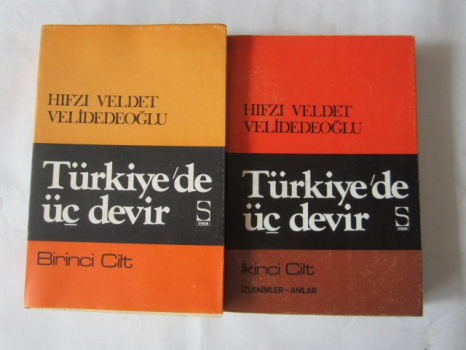 HIFZI VELDET
VELİDEDEOĞLU
Türkiye'de
üç devir
S
Birinci Cilt
HIFZI VELDET
VELİDEDEOĞLU
Türkiye'de
üç devir
S
İkinci Cilt
İZLENİMLER - ANILAR